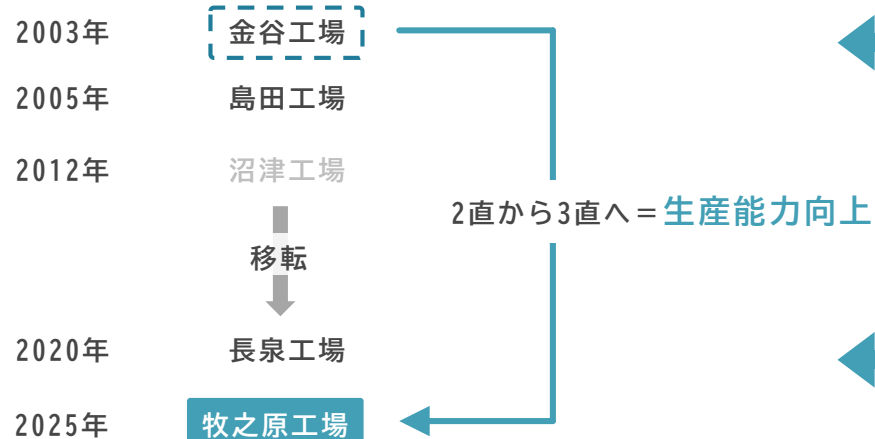 2003年 金谷工場
2005年 島田工場
2012年 沼津工場
2直から3直へ＝生産能力向上
移転
2020年 長泉工場
2025年 牧之原工場